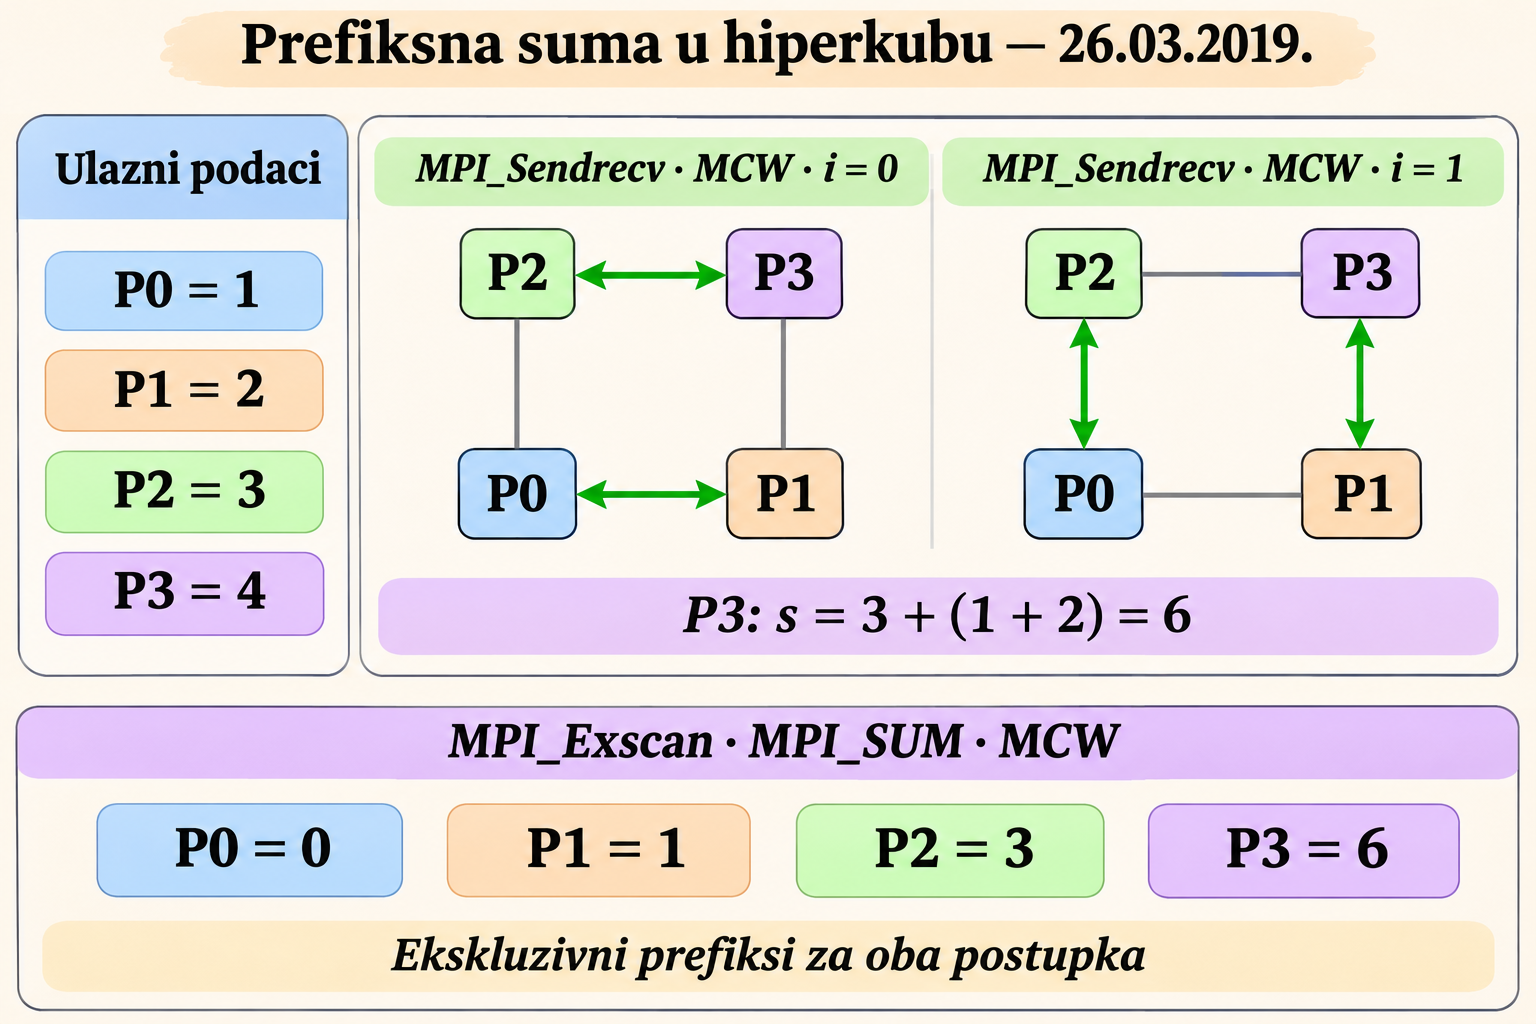 Prefiksna suma u hiperkubu — 26.03.2019.
Ulazni podaci
P0 = 1
P1 = 2
P2 = 3
P3 = 4
MPI_Sendrecv · MCW · i = 0
P2
P3
P0
P1
MPI_Sendrecv · MCW · i = 1
P2
P3
P0
P1
P3: s = 3 + (1 + 2) = 6
MPI_Exscan · MPI_SUM · MCW
P0 = 0
P1 = 1
P2 = 3
P3 = 6
Ekskluzivni prefiksi za oba postupka